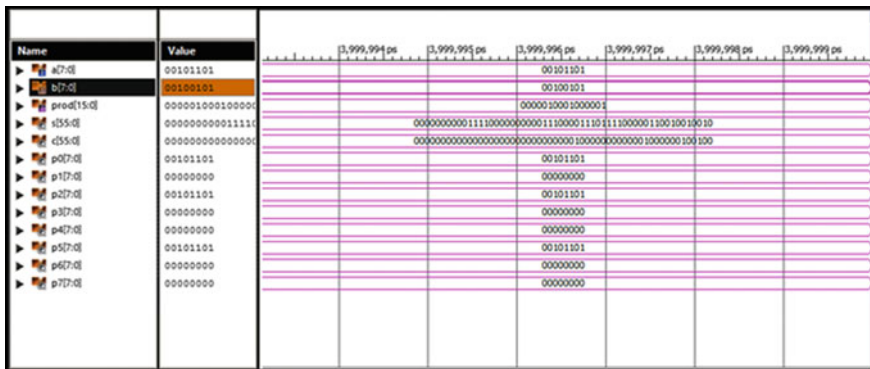 Name Value 3,999,994 ps 3,999,995 ps 3,999,996 ps 3,999,997 ps 3,999,998 ps 3,999,999 ps
a[7:0] 00101101 00101101
b[7:0] 00100101 00100101
prod[15:0] 000001000100000 0000010001000001
s[55:0]
c[55:0]
p0[7:0] 00101101 00101101
p1[7:0] 00000000 00000000
p2[7:0] 00101101 00101101
p3[7:0] 00000000 00000000
p4[7:0] 00000000 00000000
p5[7:0] 00101101 00101101
p6[7:0] 00000000 00000000
p7[7:0] 00000000 00000000